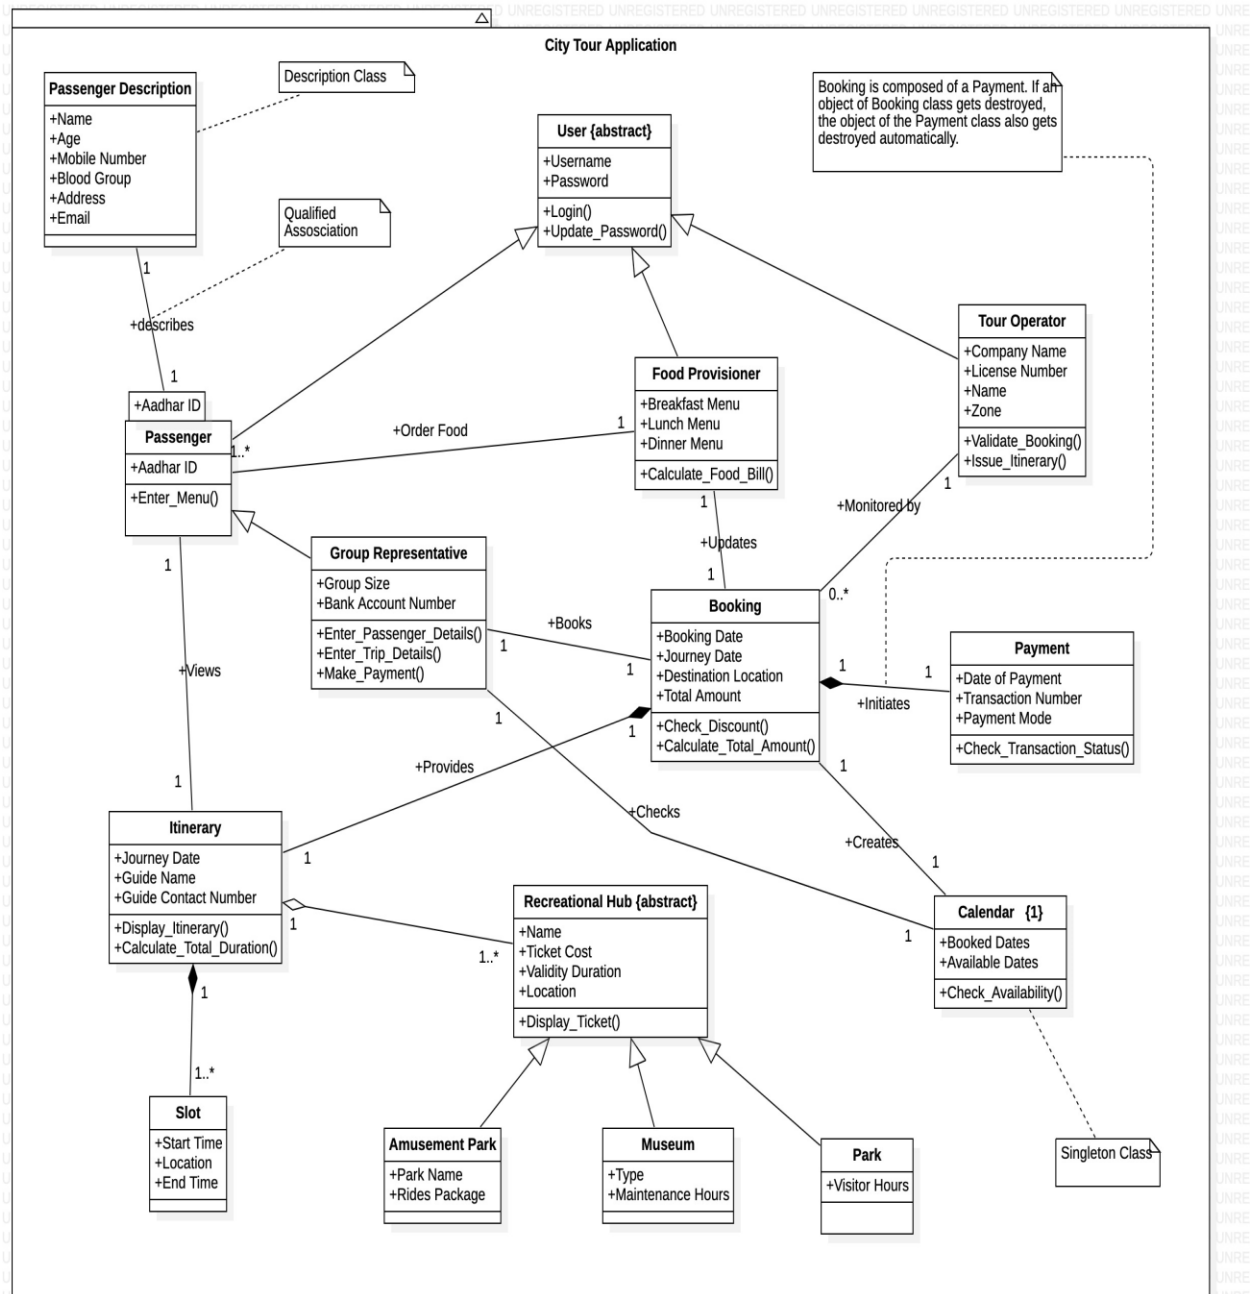 UNREGISTERED UNREGISTERED UNREGISTERED UNREGISTERED UNREGISTERED UNREGISTERED UNREGISTERED
City Tour Application
Passenger Description
+Name
+Age
+Mobile Number
+Blood Group
+Address
+Email
Description Class
Qualified
Assosciation
User {abstract}
+Username
+Password
+Login()
+Update_Password()
Booking is composed of a Payment. If an
object of Booking class gets destroyed,
the object of the Payment class also gets
destroyed automatically.
1
+describes
1
+Aadhar ID
Passenger
+Aadhar ID
+Enter_Menu()
1..*
+Order Food
1
Food Provisioner
+Breakfast Menu
+Lunch Menu
+Dinner Menu
+Calculate_Food_Bill()
Tour Operator
+Company Name
+License Number
+Name
+Zone
+Validate_Booking()
+Issue_Itinerary()
1
+Monitored by
0..*
1
+Updates
1
Group Representative
+Group Size
+Bank Account Number
+Enter_Passenger_Details()
+Enter_Trip_Details()
+Make_Payment()
+Books
1
1
Booking
+Booking Date
+Journey Date
+Destination Location
+Total Amount
+Check_Discount()
+Calculate_Total_Amount()
1
1
+Initiates
Payment
+Date of Payment
+Transaction Number
+Payment Mode
+Check_Transaction_Status()
1
+Views
1
1
+Provides
1
1
+Checks
1
1
+Creates
1
Itinerary
+Journey Date
+Guide Name
+Guide Contact Number
+Display_Itinerary()
+Calculate_Total_Duration()
1
1..*
Recreational Hub {abstract}
+Name
+Ticket Cost
+Validity Duration
+Location
+Display_Ticket()
Calendar {1}
+Booked Dates
+Available Dates
+Check_Availability()
1
1..*
Slot
+Start Time
+Location
+End Time
Amusement Park
+Park Name
+Rides Package
Museum
+Type
+Maintenance Hours
Park
+Visitor Hours
Singleton Class